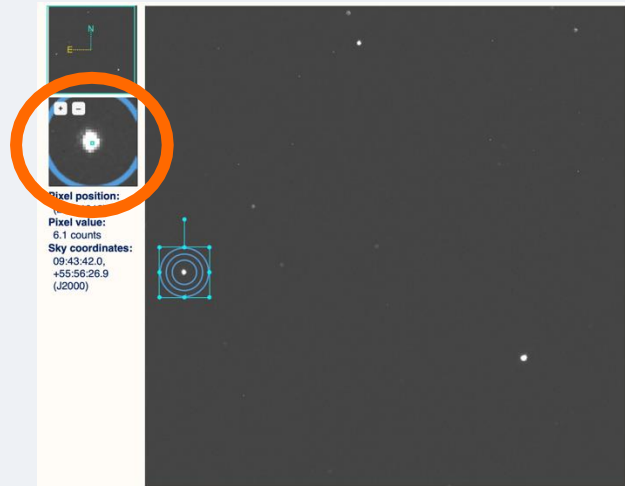 N
E
+ −
Pixel position:
Pixel value:
6.1 counts
Sky coordinates:
09:43:42.0,
+55:56:26.9
(J2000)